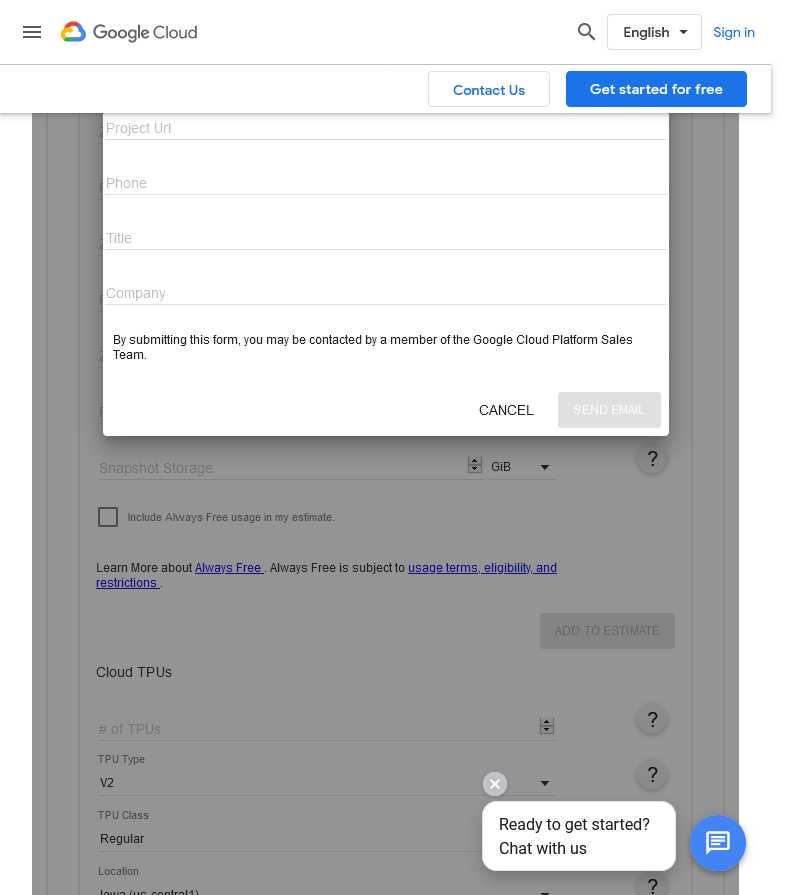 Google Cloud
English
Sign in
Contact Us
Get started for free
Project Url
Phone
Title
Company
By submitting this form, you may be contacted by a member of the Google Cloud Platform Sales
Team.
CANCEL
SEND EMAIL
Snapshot Storage
GiB
?
Include Always Free usage in my estimate.
Learn More about Always Free . Always Free is subject to usage terms, eligibility, and
restrictions .
ADD TO ESTIMATE
Cloud TPUs
# of TPUs
?
TPU Type
V2
?
TPU Class
Regular
Ready to get started?
Chat with us
Location
Iowa (us-central1)
?